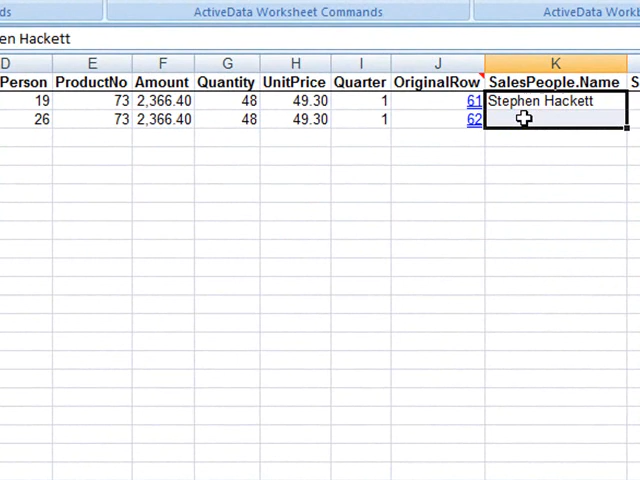 ds ActiveData Worksheet Commands ActiveData Workb
en Hackett
D E F G H I J K
Person ProductNo Amount Quantity UnitPrice Quarter OriginalRow SalesPeople.Name S
19 73 2,366.40 48 49.30 1 61 Stephen Hackett
26 73 2,366.40 48 49.30 1 62